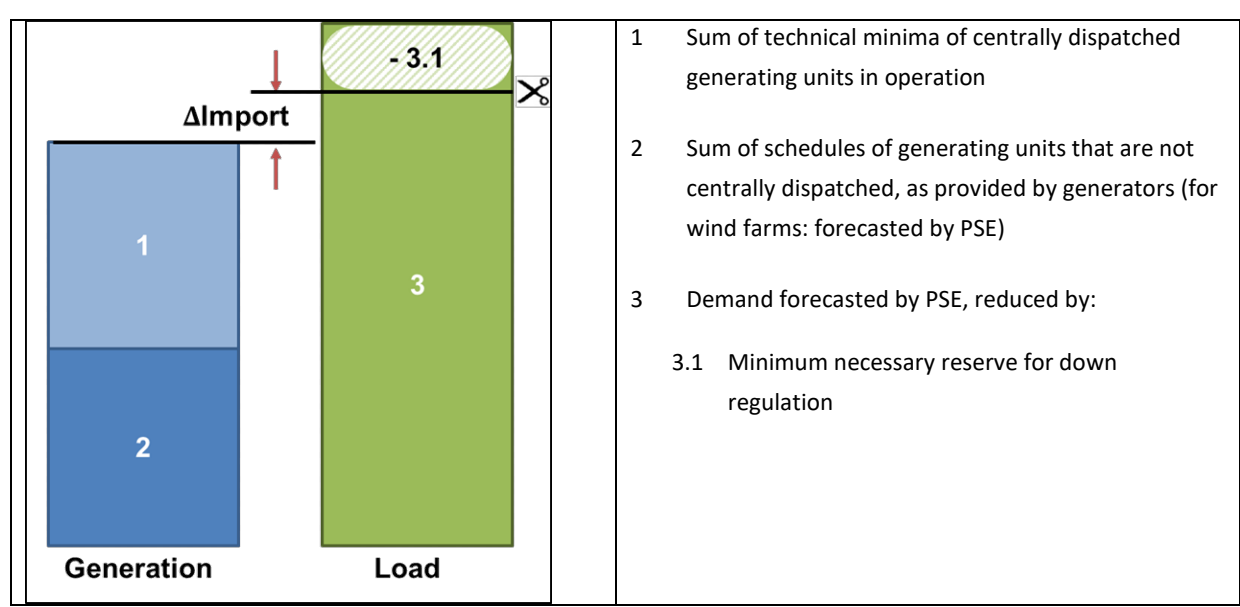 - 3.1
ΔImport
1
3
2
Generation
Load
1 Sum of technical minima of centrally dispatched
generating units in operation
2 Sum of schedules of generating units that are not
centrally dispatched, as provided by generators (for
wind farms: forecasted by PSE)
3 Demand forecasted by PSE, reduced by:
3.1 Minimum necessary reserve for down
regulation